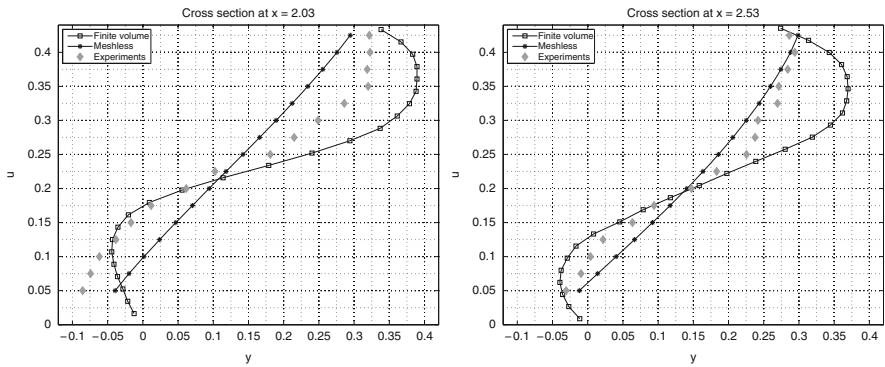 Cross section at x = 2.03
Finite volume
Meshless
Experiments
u
0.4
0.35
0.3
0.25
0.2
0.15
0.1
0.05
0
−0.1 −0.05 0 0.05 0.1 0.15 0.2 0.25 0.3 0.35 0.4
y
Cross section at x = 2.53
Finite volume
Meshless
Experiments
u
0.4
0.35
0.3
0.25
0.2
0.15
0.1
0.05
0
−0.1 −0.05 0 0.05 0.1 0.15 0.2 0.25 0.3 0.35 0.4
y